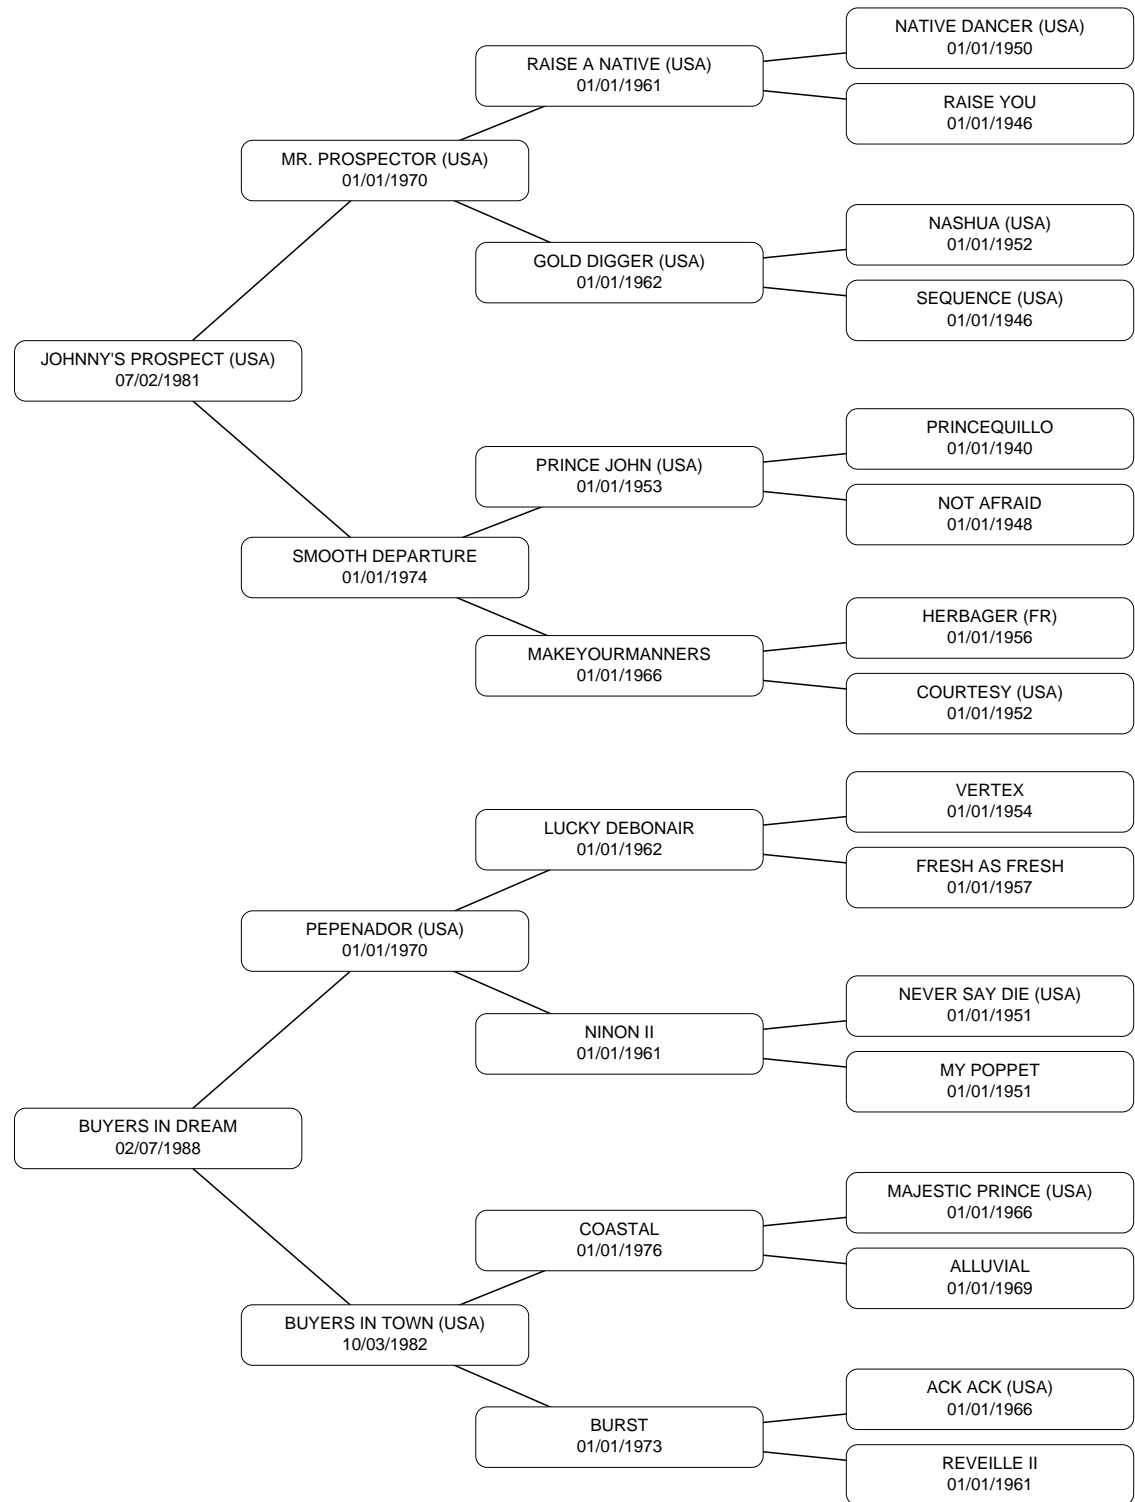 NATIVE DANCER (USA)
01/01/1950
RAISE A NATIVE (USA)
01/01/1961
RAISE YOU
01/01/1946
MR. PROSPECTOR (USA)
01/01/1970
NASHUA (USA)
01/01/1952
GOLD DIGGER (USA)
01/01/1962
SEQUENCE (USA)
01/01/1946
JOHNNY'S PROSPECT (USA)
07/02/1981
PRINCEQUILLO
01/01/1940
PRINCE JOHN (USA)
01/01/1953
NOT AFRAID
01/01/1948
SMOOTH DEPARTURE
01/01/1974
HERBAGER (FR)
01/01/1956
MAKEYOURMANNERS
01/01/1966
COURTESY (USA)
01/01/1952
VERTEX
01/01/1954
LUCKY DEBONAIR
01/01/1962
FRESH AS FRESH
01/01/1957
PEPENADOR (USA)
01/01/1970
NEVER SAY DIE (USA)
01/01/1951
NINON II
01/01/1961
MY POPPET
01/01/1951
BUYERS IN DREAM
02/07/1988
MAJESTIC PRINCE (USA)
01/01/1966
COASTAL
01/01/1976
ALLUVIAL
01/01/1969
BUYERS IN TOWN (USA)
10/03/1982
ACK ACK (USA)
01/01/1966
BURST
01/01/1973
REVEILLE II
01/01/1961